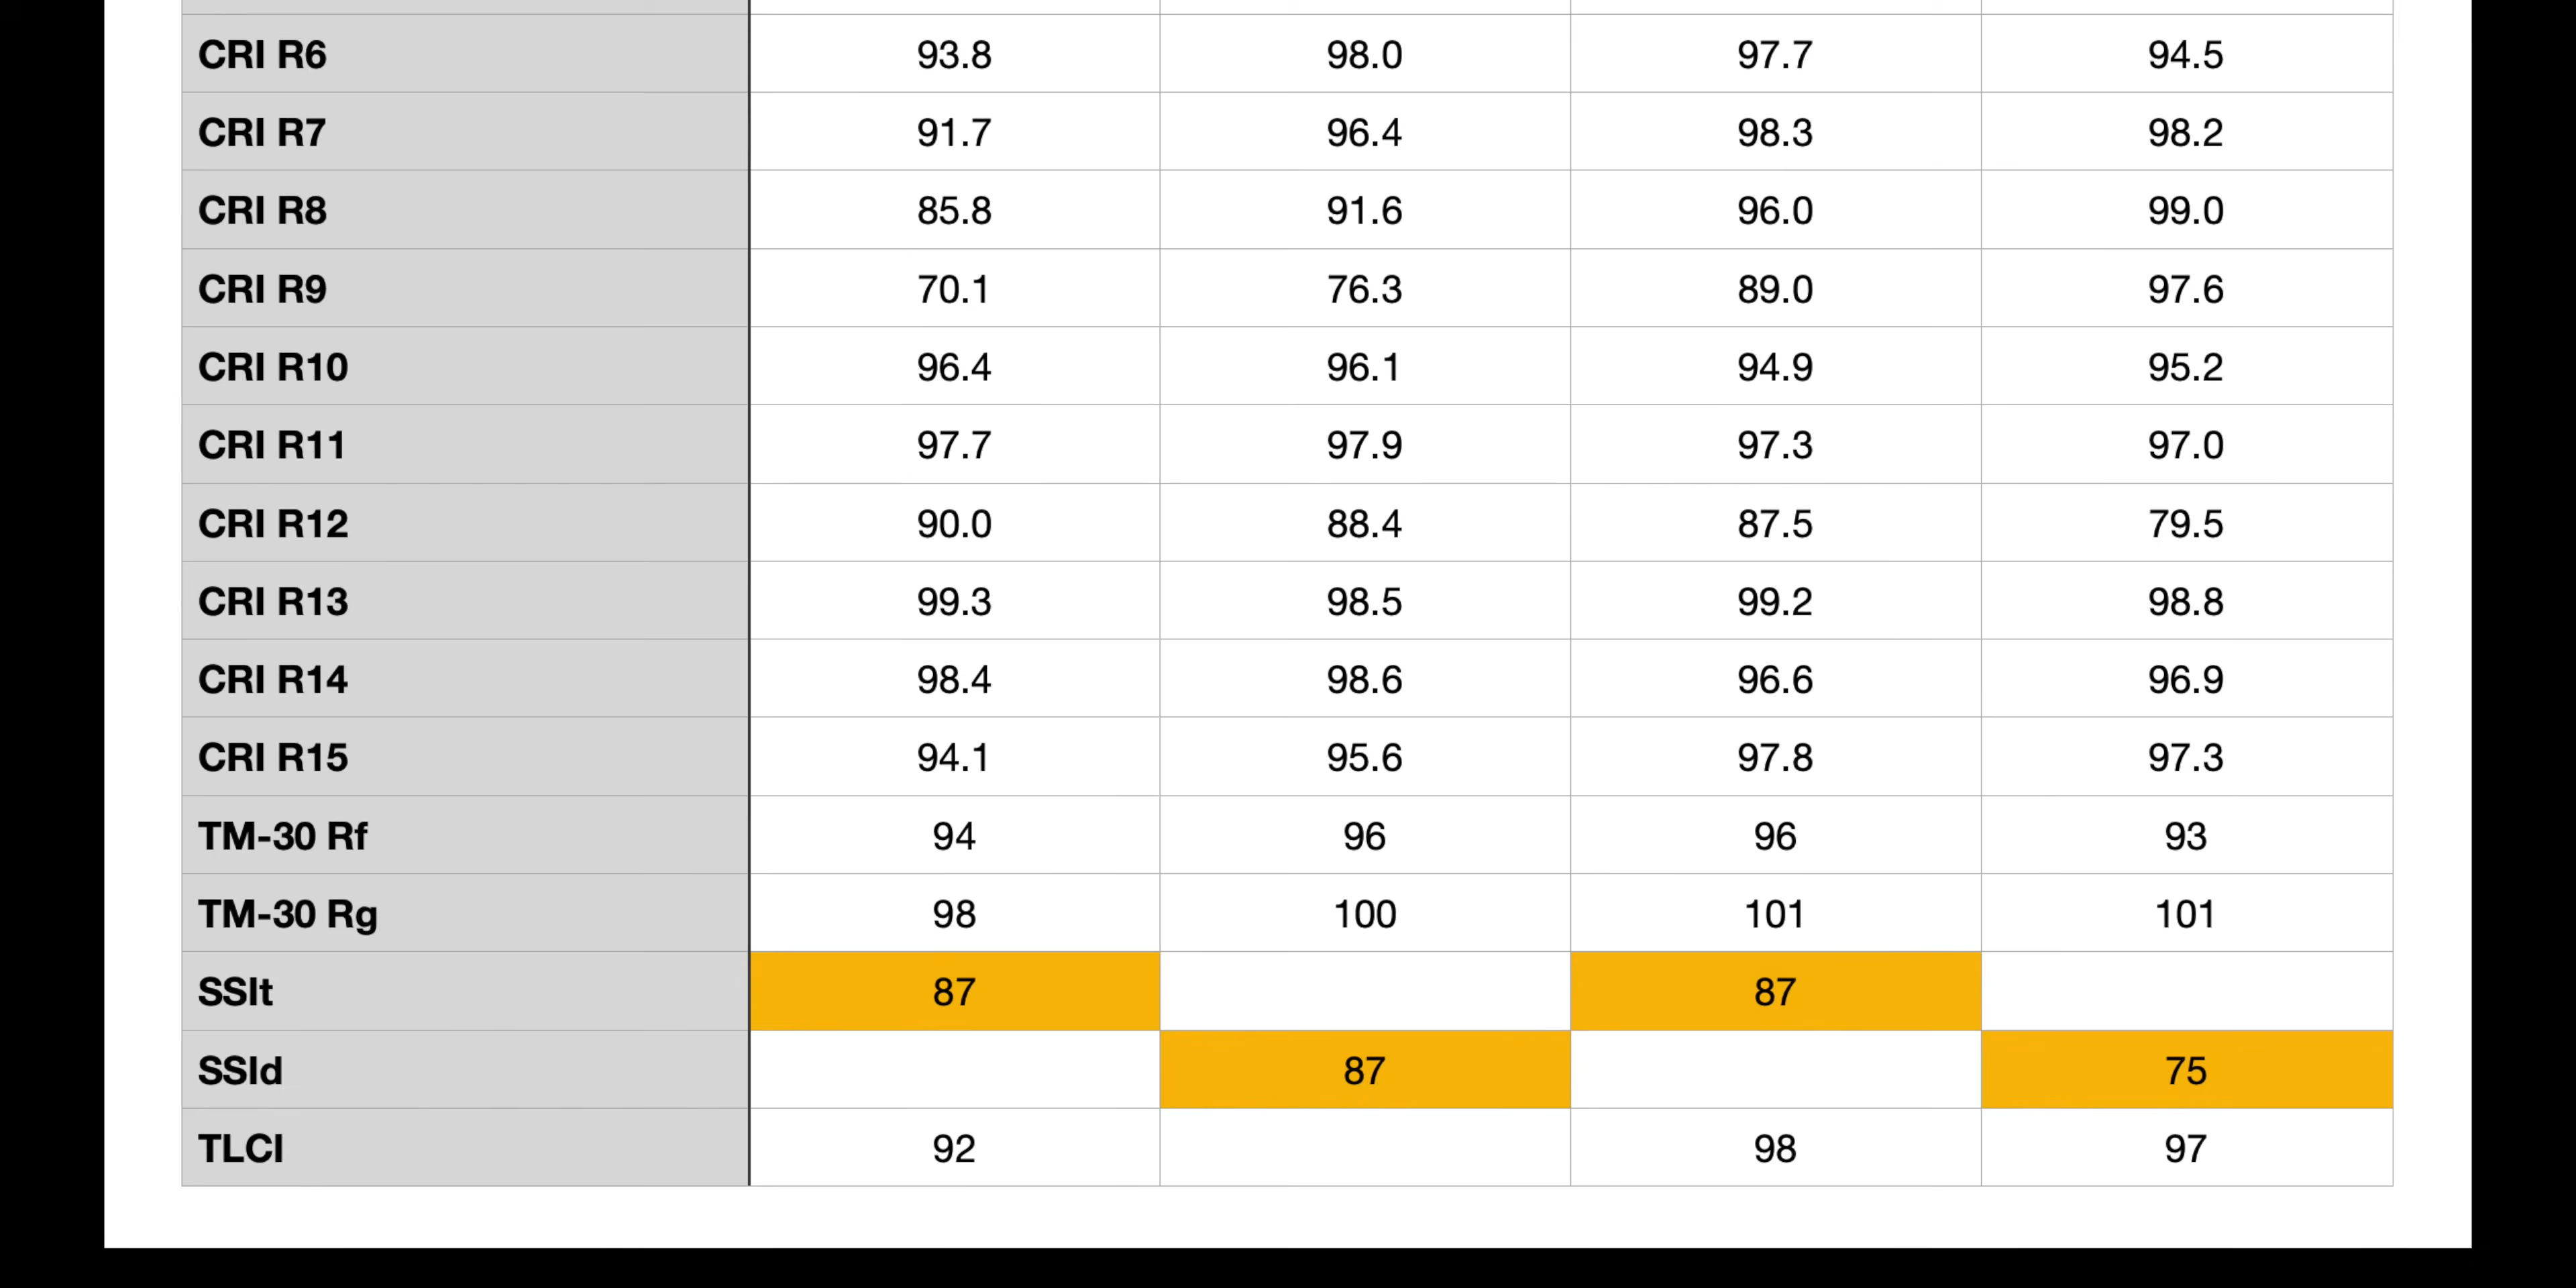 CRI R6 93.8 98.0 97.7 94.5
CRI R7 91.7 96.4 98.3 98.2
CRI R8 85.8 91.6 96.0 99.0
CRI R9 70.1 76.3 89.0 97.6
CRI R10 96.4 96.1 94.9 95.2
CRI R11 97.7 97.9 97.3 97.0
CRI R12 90.0 88.4 87.5 79.5
CRI R13 99.3 98.5 99.2 98.8
CRI R14 98.4 98.6 96.6 96.9
CRI R15 94.1 95.6 97.8 97.3
TM-30 Rf 94 96 96 93
TM-30 Rg 98 100 101 101
SSIt 87 87
SSId 87 75
TLCI 92 98 97